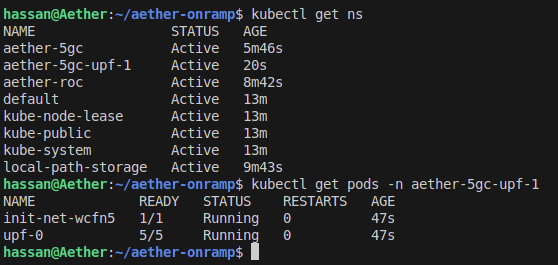 hassan@Aether:~/aether-onramp$ kubectl get ns
NAME                 STATUS   AGE
aether-5gc           Active   5m46s
aether-5gc-upf-1     Active   20s
aether-roc           Active   8m42s
default              Active   13m
kube-node-lease      Active   13m
kube-public          Active   13m
kube-system          Active   13m
local-path-storage   Active   9m43s
hassan@Aether:~/aether-onramp$ kubectl get pods -n aether-5gc-upf-1
NAME             READY   STATUS    RESTARTS   AGE
init-net-wcfn5   1/1     Running   0          47s
upf-0            5/5     Running   0          47s
hassan@Aether:~/aether-onramp$